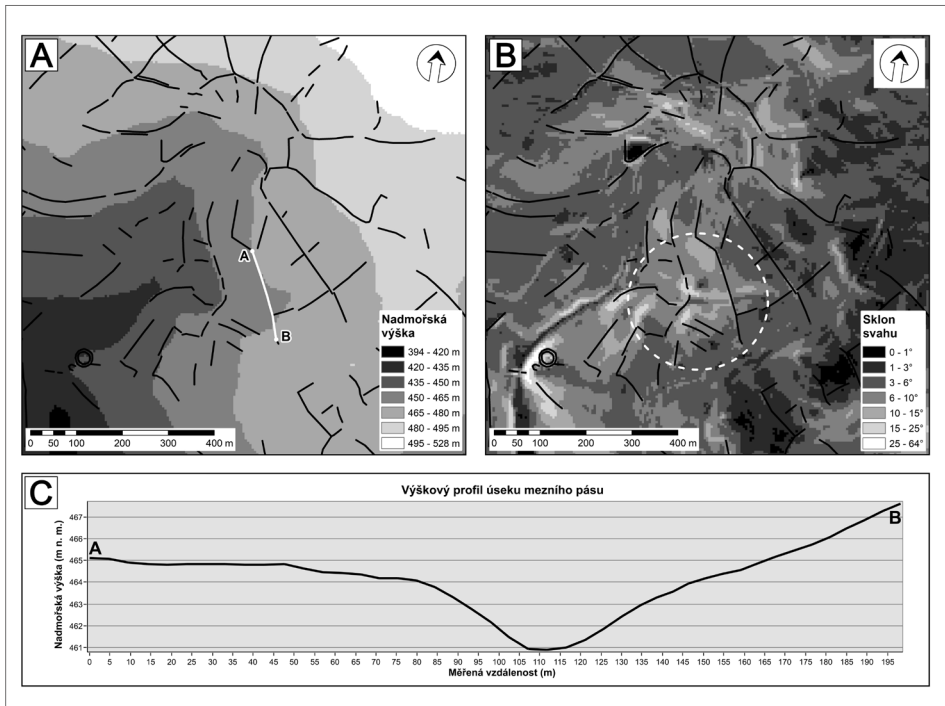 A
A
B
Nadmořská
výška
394 - 420 m
420 - 435 m
435 - 450 m
450 - 465 m
465 - 480 m
480 - 495 m
495 - 528 m
0 50 100 200 300 400 m
B
Sklon
svahu
0 - 1°
1 - 3°
3 - 6°
6 - 10°
10 - 15°
15 - 25°
25 - 64°
0 50 100 200 300 400 m
C
Výškový profil úseku mezního pásu
Nadmořská výška (m n. m.)
467
466
465
464
463
462
461
A
B
0 5 10 15 20 25 30 35 40 45 50 55 60 65 70 75 80 85 90 95 100 105 110 115 120 125 130 135 140 145 150 155 160 165 170 175 180 185 190 195
Měřená vzdálenost (m)